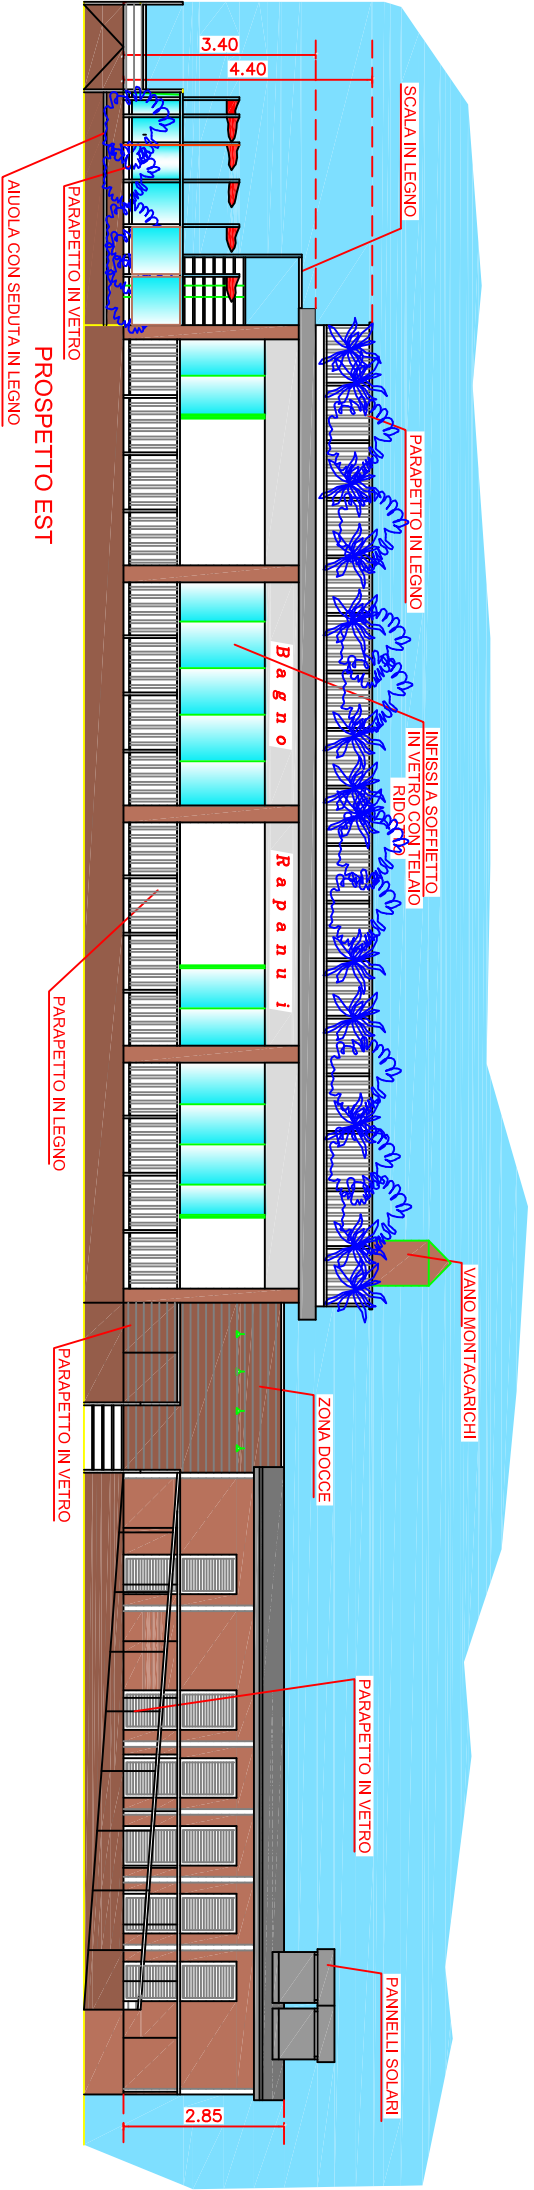 3.40
4.40
SCALA IN LEGNO
PARAPETTO IN LEGNO
INFISSI A SOFFIETTO
IN VETRO CON TELAIO
RIDOTTO
VANO MONTACARICHI
ZONA DOCCE
PARAPETTO IN VETRO
PANNELLI SOLARI
Bagno Rapanui
2.85
PARAPETTO IN VETRO
AIUOLA CON SEDUTA IN LEGNO
PARAPETTO IN LEGNO
PARAPETTO IN VETRO
PROSPETTO EST